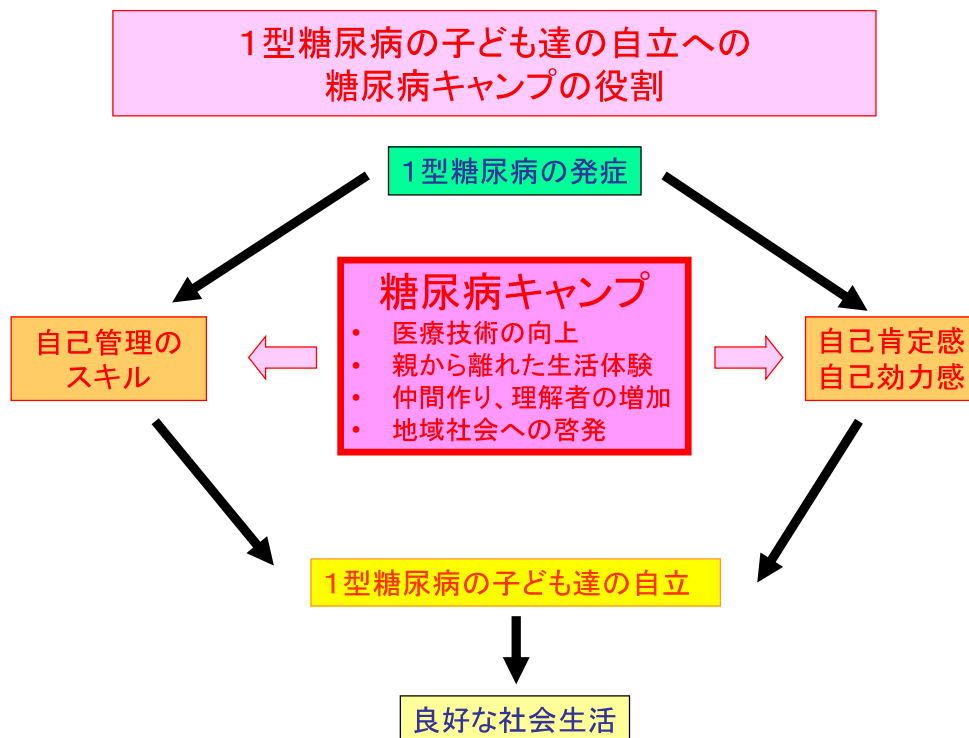 １型糖尿病の子ども達の自立への
糖尿病キャンプの役割
１型糖尿病の発症
糖尿病キャンプ
• 医療技術の向上
• 親から離れた生活体験
• 仲間作り、理解者の増加
• 地域社会への啓発
自己管理の
スキル
自己肯定感
自己効力感
１型糖尿病の子ども達の自立
良好な社会生活